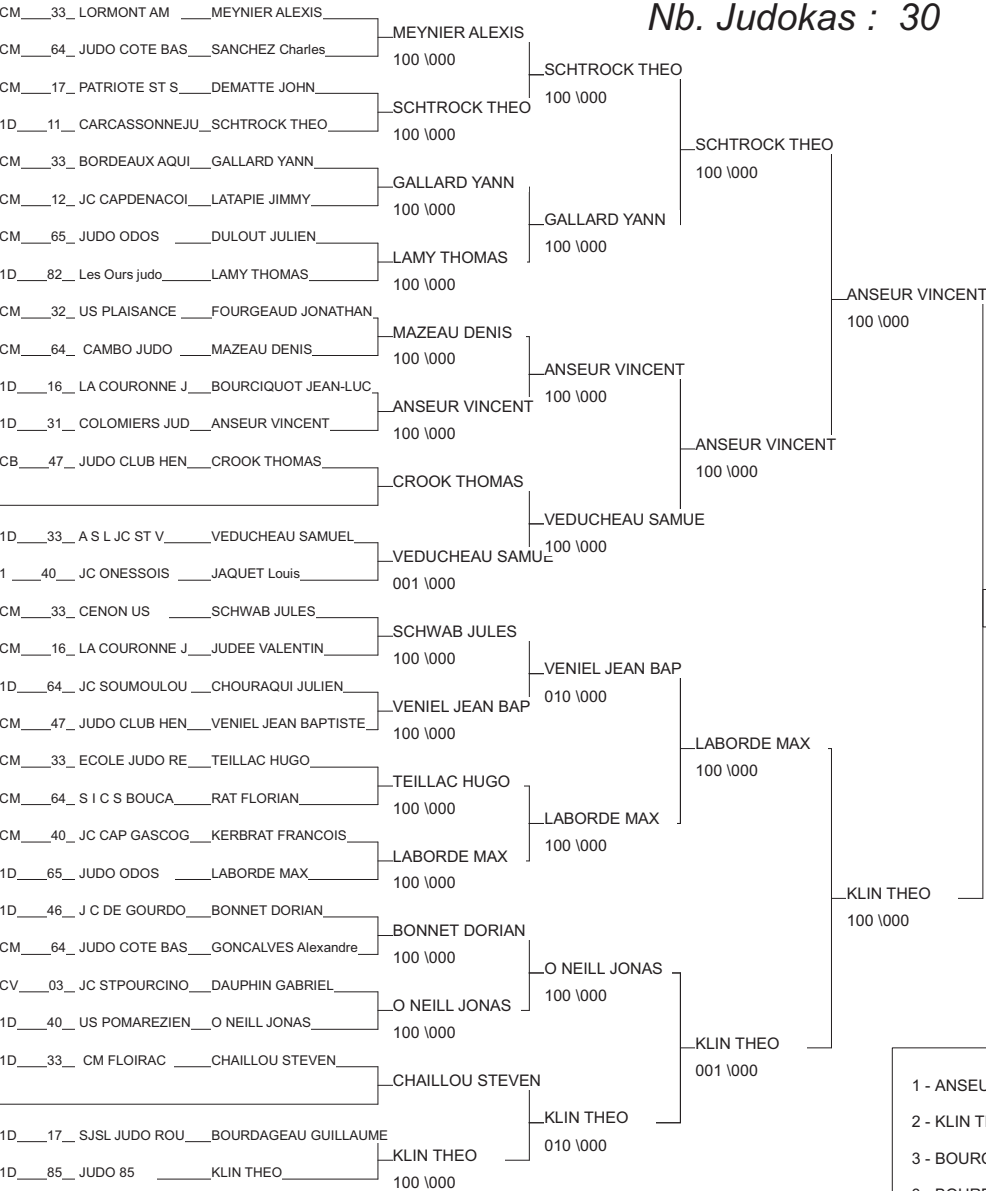 Nb. Judokas : 30
CM 33 LORMONT AM MEYNIER ALEXIS
CM 64 JUDO COTE BAS SANCHEZ Charles
CM 17 PATRIOTE ST S DEMATTE JOHN
1D 11 CARCASSONNEJU SCHTROCK THEO
CM 33 BORDEAUX AQUI GALLARD YANN
CM 12 JC CAPDENACOI LATAPIE JIMMY
CM 65 JUDO ODOS DULOUT JULIEN
1D 82 Les Ours judo LAMY THOMAS
CM 32 US PLAISANCE FOURGEAUD JONATHAN
CM 64 CAMBO JUDO MAZEAU DENIS
1D 16 LA COURONNE J BOURCIQUOT JEAN-LUC
1D 31 COLOMIERS JUD ANSEUR VINCENT
CB 47 JUDO CLUB HEN CROOK THOMAS
1D 33 A S L JC ST V VEDUCHEAU SAMUEL
1 40 JC ONESSOIS JAQUET Louis
CM 33 CENON US SCHWAB JULES
CM 16 LA COURONNE J JUDEE VALENTIN
1D 64 JC SOUMOULOU CHOURAQUI JULIEN
CM 47 JUDO CLUB HEN VENIEL JEAN BAPTISTE
CM 33 ECOLE JUDO RE TEILLAC HUGO
CM 64 S I C S BOUCA RAT FLORIAN
CM 40 JC CAP GASCOG KERBRAT FRANCOIS
1D 65 JUDO ODOS LABORDE MAX
1D 46 J C DE GOURDO BONNET DORIAN
CM 64 JUDO COTE BAS GONCALVES Alexandre
CV 03 JC STPOURCINO DAUPHIN GABRIEL
1D 40 US POMAREZIEN O NEILL JONAS
1D 33 CM FLOIRAC CHAILLOU STEVEN
1D 17 SJSL JUDO ROU BOURDAGEAU GUILLAUME
1D 85 JUDO 85 KLIN THEO
MEYNIER ALEXIS
100 \000
SCHTROCK THEO
100 \000
GALLARD YANN
100 \000
LAMY THOMAS
100 \000
MAZEAU DENIS
100 \000
ANSEUR VINCENT
100 \000
CROOK THOMAS
VEDUCHEAU SAMUE
001 \000
SCHWAB JULES
100 \000
VENIEL JEAN BAP
100 \000
TEILLAC HUGO
100 \000
LABORDE MAX
100 \000
BONNET DORIAN
100 \000
O NEILL JONAS
100 \000
CHAILLOU STEVEN
KLIN THEO
100 \000
SCHTROCK THEO
100 \000
GALLARD YANN
100 \000
ANSEUR VINCENT
100 \000
VEDUCHEAU SAMUE
100 \000
VENIEL JEAN BAP
010 \000
LABORDE MAX
100 \000
O NEILL JONAS
100 \000
KLIN THEO
010 \000
SCHTROCK THEO
100 \000
ANSEUR VINCENT
100 \000
LABORDE MAX
100 \000
KLIN THEO
001 \000
ANSEUR VINCENT
100 \000
KLIN THEO
100 \000
1 - ANSEU
2 - KLIN T
3 - BOURC